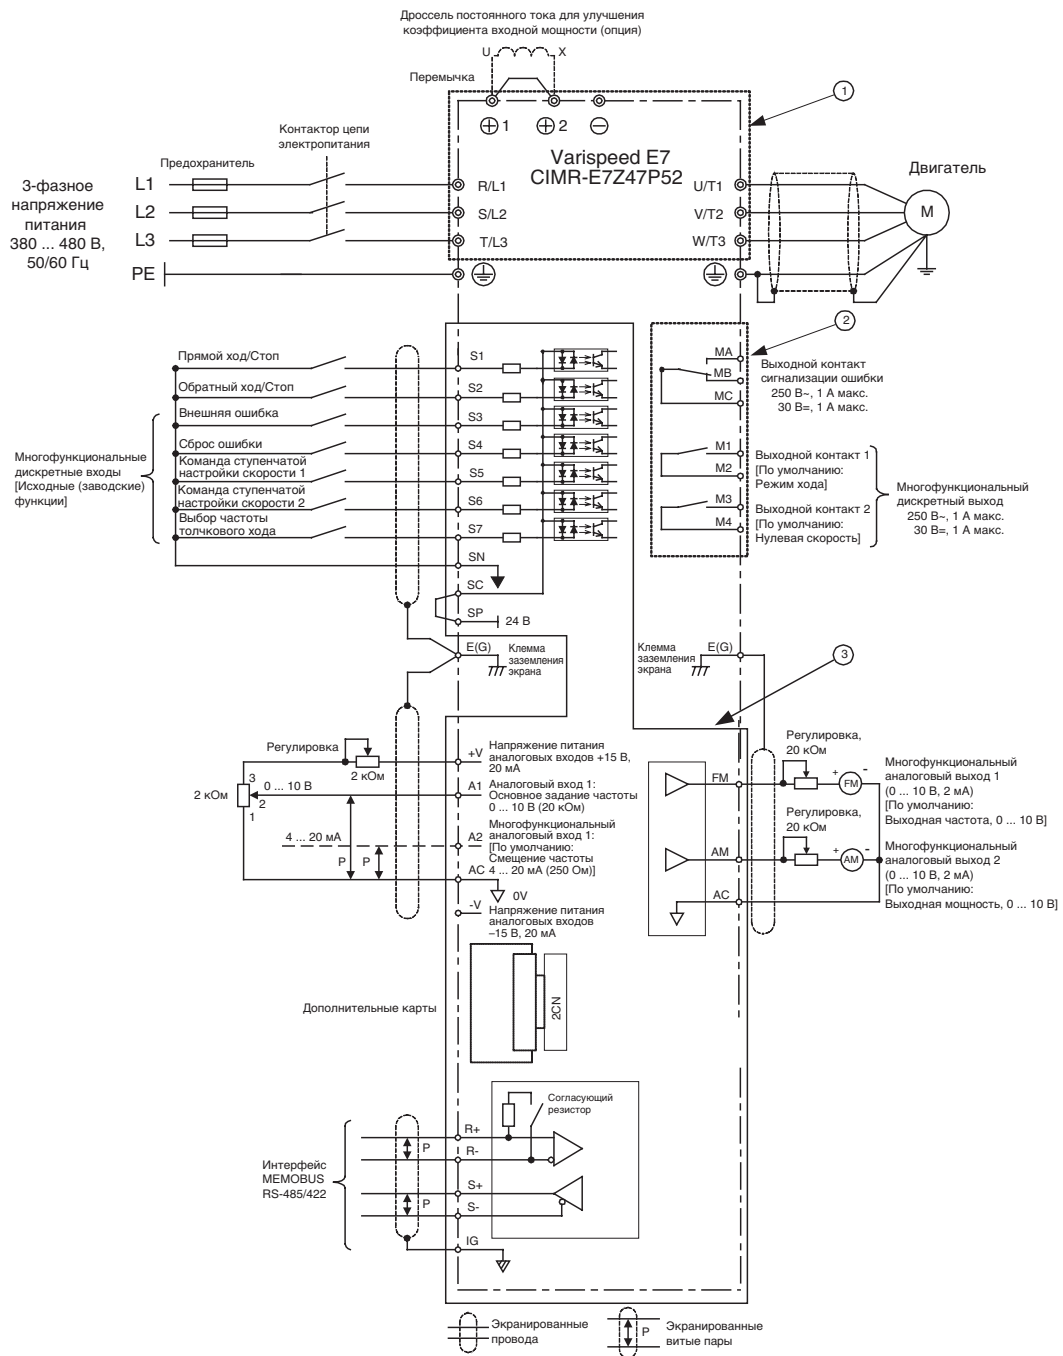 Дроссель постоянного тока для улучшения
коэффициента входной мощности (опция)
U
X
Перемычка
1
⊕ 1
⊕ 2
⊖
Контактор цепи
электропитания
Предохранитель
3-фазное
напряжение
питания
380 ... 480 В,
50/60 Гц
L1
L2
L3
PE
Varispeed E7
CIMR-E7Z47P52
R/L1
S/L2
T/L3
U/T1
V/T2
W/T3
Двигатель
M
2
Прямой ход/Стоп
Обратный ход/Стоп
Внешняя ошибка
Сброс ошибки
Команда ступенчатой
настройки скорости 1
Команда ступенчатой
настройки скорости 2
Выбор частоты
толчкового хода
Многофункциональные
дискретные входы
[Исходные (заводские)
функции]
S1
S2
S3
S4
S5
S6
S7
SN
SC
SP
24 В
E(G)
Клемма
заземления
экрана
MA
MB
MC
Выходной контакт
сигнализации ошибки
250 В~, 1 А макс.
30 В=, 1 А макс.
M1
M2
M3
M4
Выходной контакт 1
[По умолчанию:
Режим хода]
Выходной контакт 2
[По умолчанию:
Нулевая скорость]
Многофункциональный
дискретный выход
250 В~, 1 А макс.
30 В=, 1 А макс.
Клемма
заземления
экрана
E(G)
3
Регулировка
2 кОм
2 кОм
3
2
1
0 ... 10 В
4 ... 20 мА
P
P
+V
Напряжение питания
аналоговых входов +15 В,
20 мА
A1
Аналоговый вход 1:
Основное задание частоты
0 ... 10 В (20 кОм)
A2
Многофункциональный
аналоговый вход 1:
[По умолчанию:
Смещение частоты
4 ... 20 мА (250 Ом)]
AC
0V
-V
Напряжение питания
аналоговых входов
–15 В, 20 мА
FM
AM
AC
Регулировка,
20 кОм
+
FM
-
Регулировка,
20 кОм
+
AM
-
Многофункциональный
аналоговый выход 1
(0 ... 10 В, 2 мА)
[По умолчанию:
Выходная частота, 0 ... 10 В]
Многофункциональный
аналоговый выход 2
(0 ... 10 В, 2 мА)
[По умолчанию:
Выходная мощность, 0 ... 10 В]
Дополнительные карты
2CN
Согласующий
резистор
Интерфейс
MEMOBUS
RS-485/422
P
P
R+
R-
S+
S-
IG
Экранированные
провода
P
Экранированные
витые пары